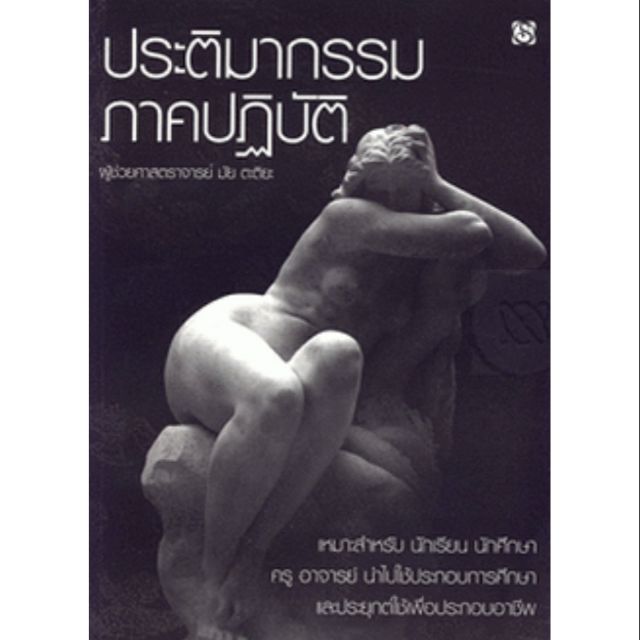 ประติมากรรม
ภาคปฏิบัติ
ผู้ช่วยศาสตราจารย์ มัย ตะติยะ
เหมาะสำหรับ นักเรียน นักศึกษา
ครู อาจารย์ นำไปใช้ประกอบการศึกษา
และประยุกต์ใช้เพื่อประกอบอาชีพ